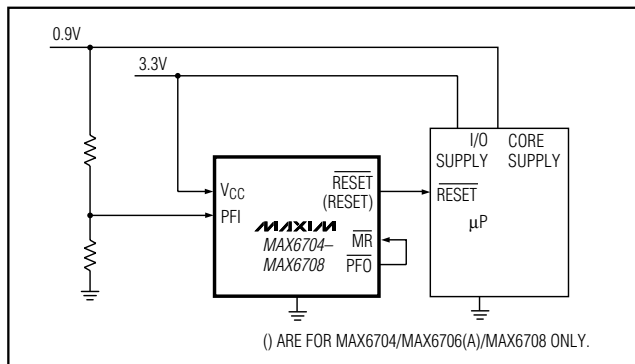 0.9V
3.3V
I/O SUPPLY
CORE SUPPLY
VCC
PFI
RESET
(RESET)
MAXIM
MAX6704–
MAX6708
MR
PFO
RESET
µP
() ARE FOR MAX6704/MAX6706(A)/MAX6708 ONLY.